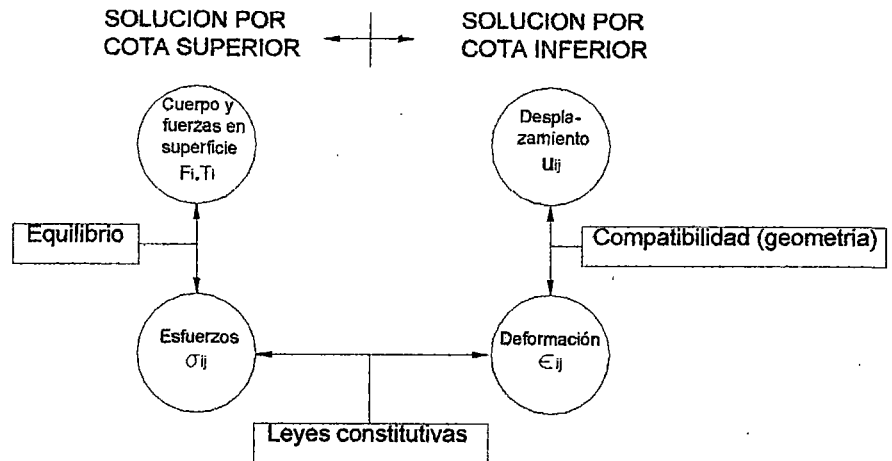 SOLUCION POR
COTA SUPERIOR
SOLUCION POR
COTA INFERIOR
Cuerpo y
fuerzas en
superficie
Fi,Ti
Despla-
zamiento
uij
Equilibrio
Compatibilidad (geometría)
Esfuerzos
σij
Deformación
∈ij
Leyes constitutivas